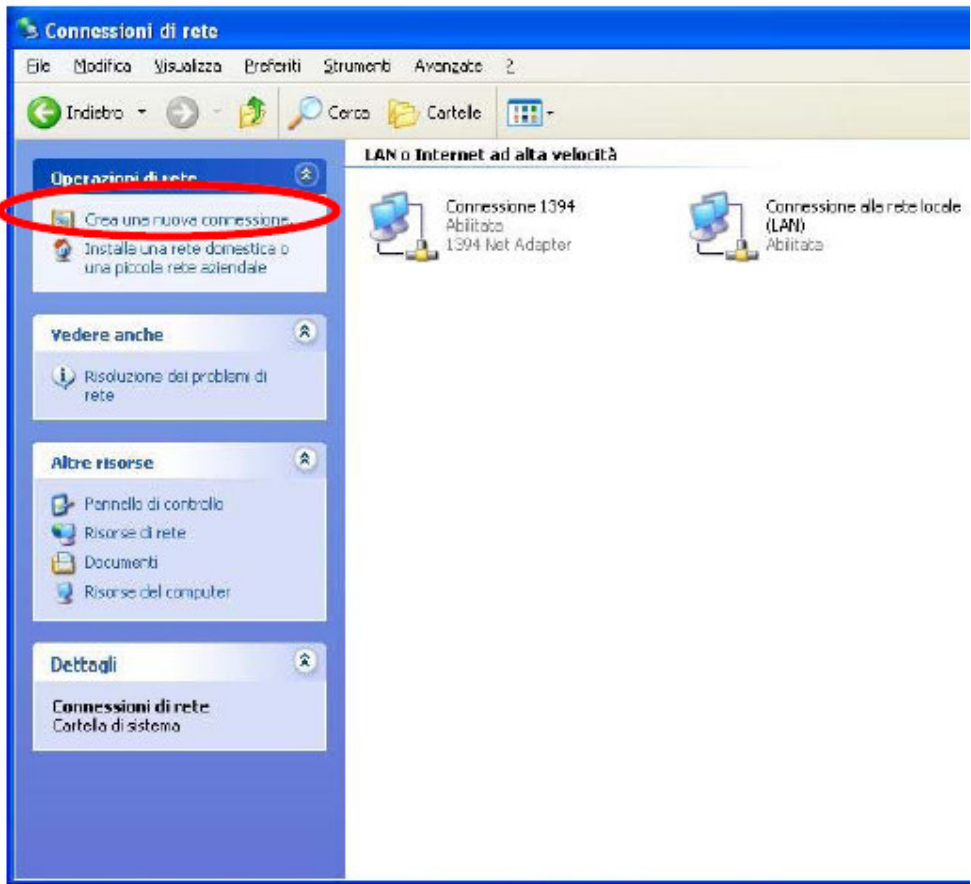 Connessioni di rete
File Modifica Visualizza Preferiti Strumenti Avanzate ?
Indietro Cerca Cartelle
Operazioni di rete
Crea una nuova connessione
Installa una rete domestica o
una piccola rete aziendale
Vedere anche
Risoluzione dei problemi di
rete
Altre risorse
Pannello di controllo
Risorse di rete
Documenti
Risorse del computer
Dettagli
Connessioni di rete
Cartella di sistema
LAN o Internet ad alta velocità
Connessione 1394
Abilitato
1394 Net Adapter
Connessione alla rete locale
(LAN)
Abilitata